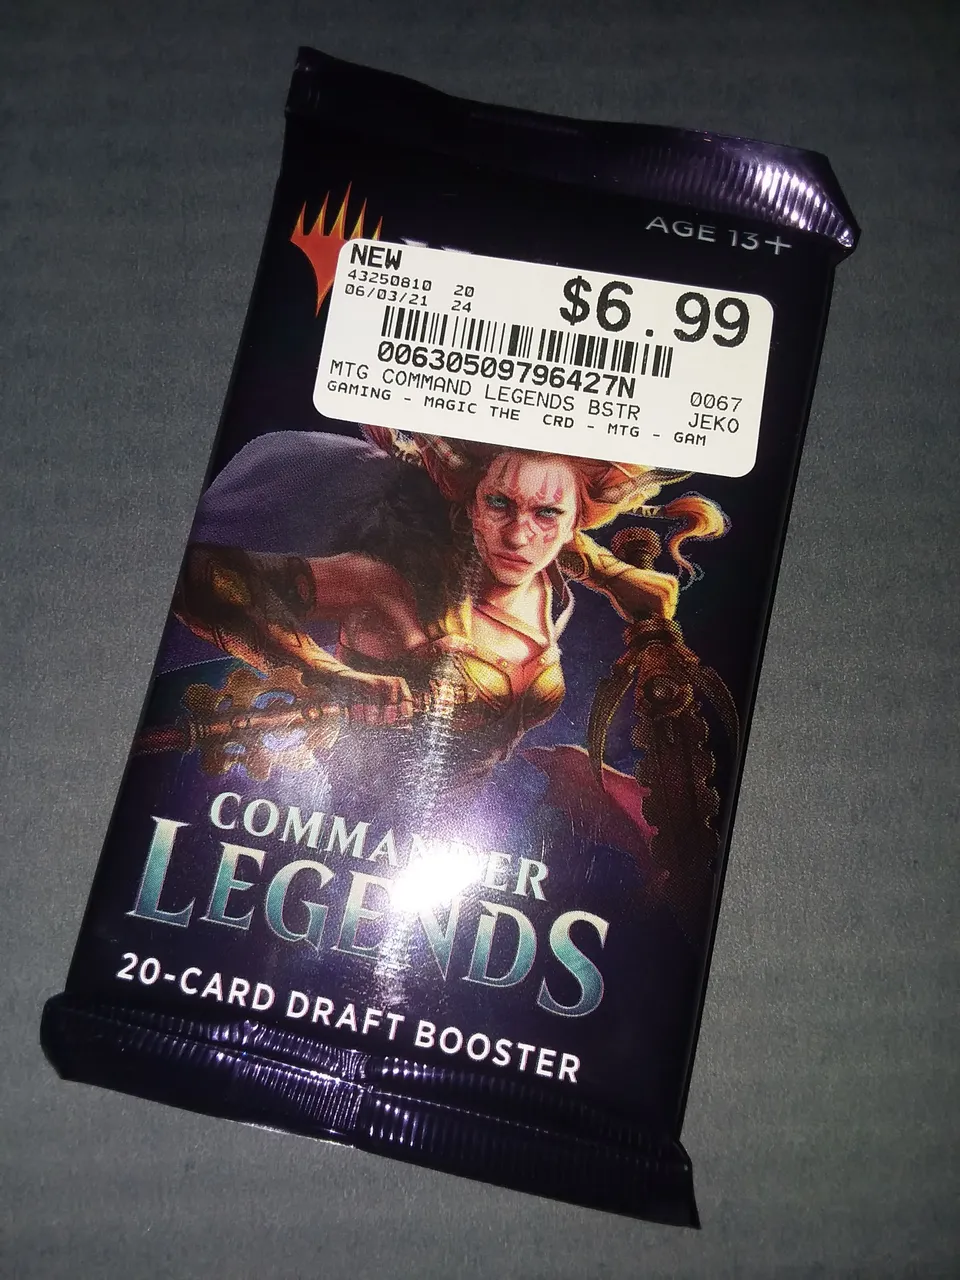 AGE 13+
NEW
43250810 20
06/03/21 24
$6.99
00630509796427N
MTG COMMAND LEGENDS BSTR 0067
GAMING - MAGIC THE CRD - MTG - GAM JEKO
COMMANDER
LEGENDS
20-CARD DRAFT BOOSTER